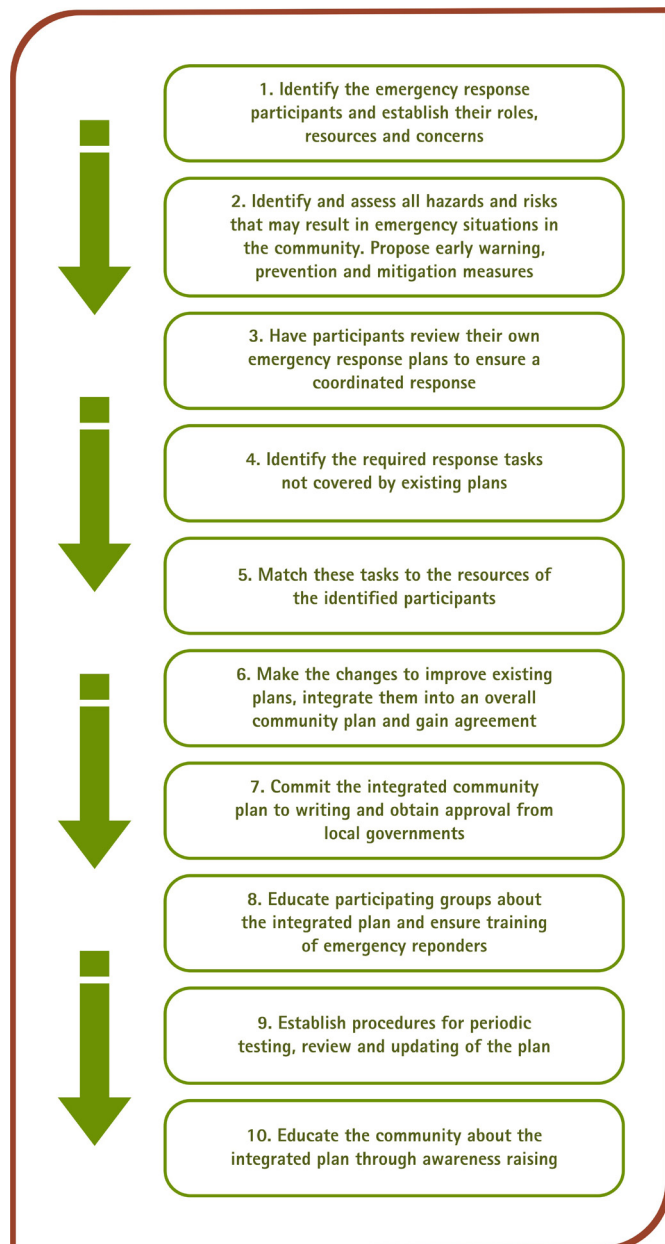 1. Identify the emergency response
participants and establish their roles,
resources and concerns
2. Identify and assess all hazards and risks
that may result in emergency situations in
the community. Propose early warning,
prevention and mitigation measures
3. Have participants review their own
emergency response plans to ensure a
coordinated response
4. Identify the required response tasks
not covered by existing plans
5. Match these tasks to the resources of
the identified participants
6. Make the changes to improve existing
plans, integrate them into an overall
community plan and gain agreement
7. Commit the integrated community
plan to writing and obtain approval from
local governments
8. Educate participating groups about
the integrated plan and ensure training
of emergency reponders
9. Establish procedures for periodic
testing, review and updating of the plan
10. Educate the community about the
integrated plan through awareness raising